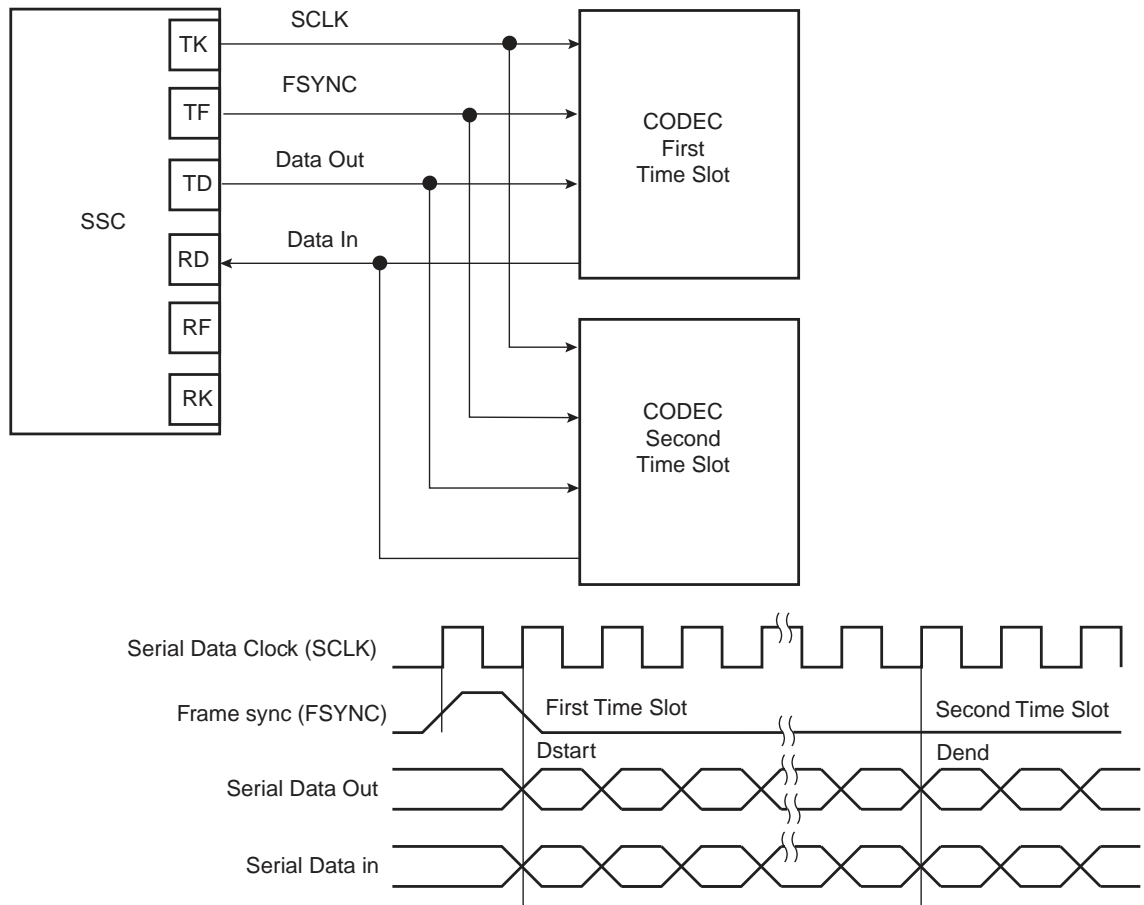 SCLK
TK
FSYNC
TF
CODEC
First
Time Slot
Data Out
TD
SSC
Data In
RD
RF
RK
CODEC
Second
Time Slot
Serial Data Clock (SCLK)
Frame sync (FSYNC)
First Time Slot
Second Time Slot
Dstart
Dend
Serial Data Out
Serial Data in